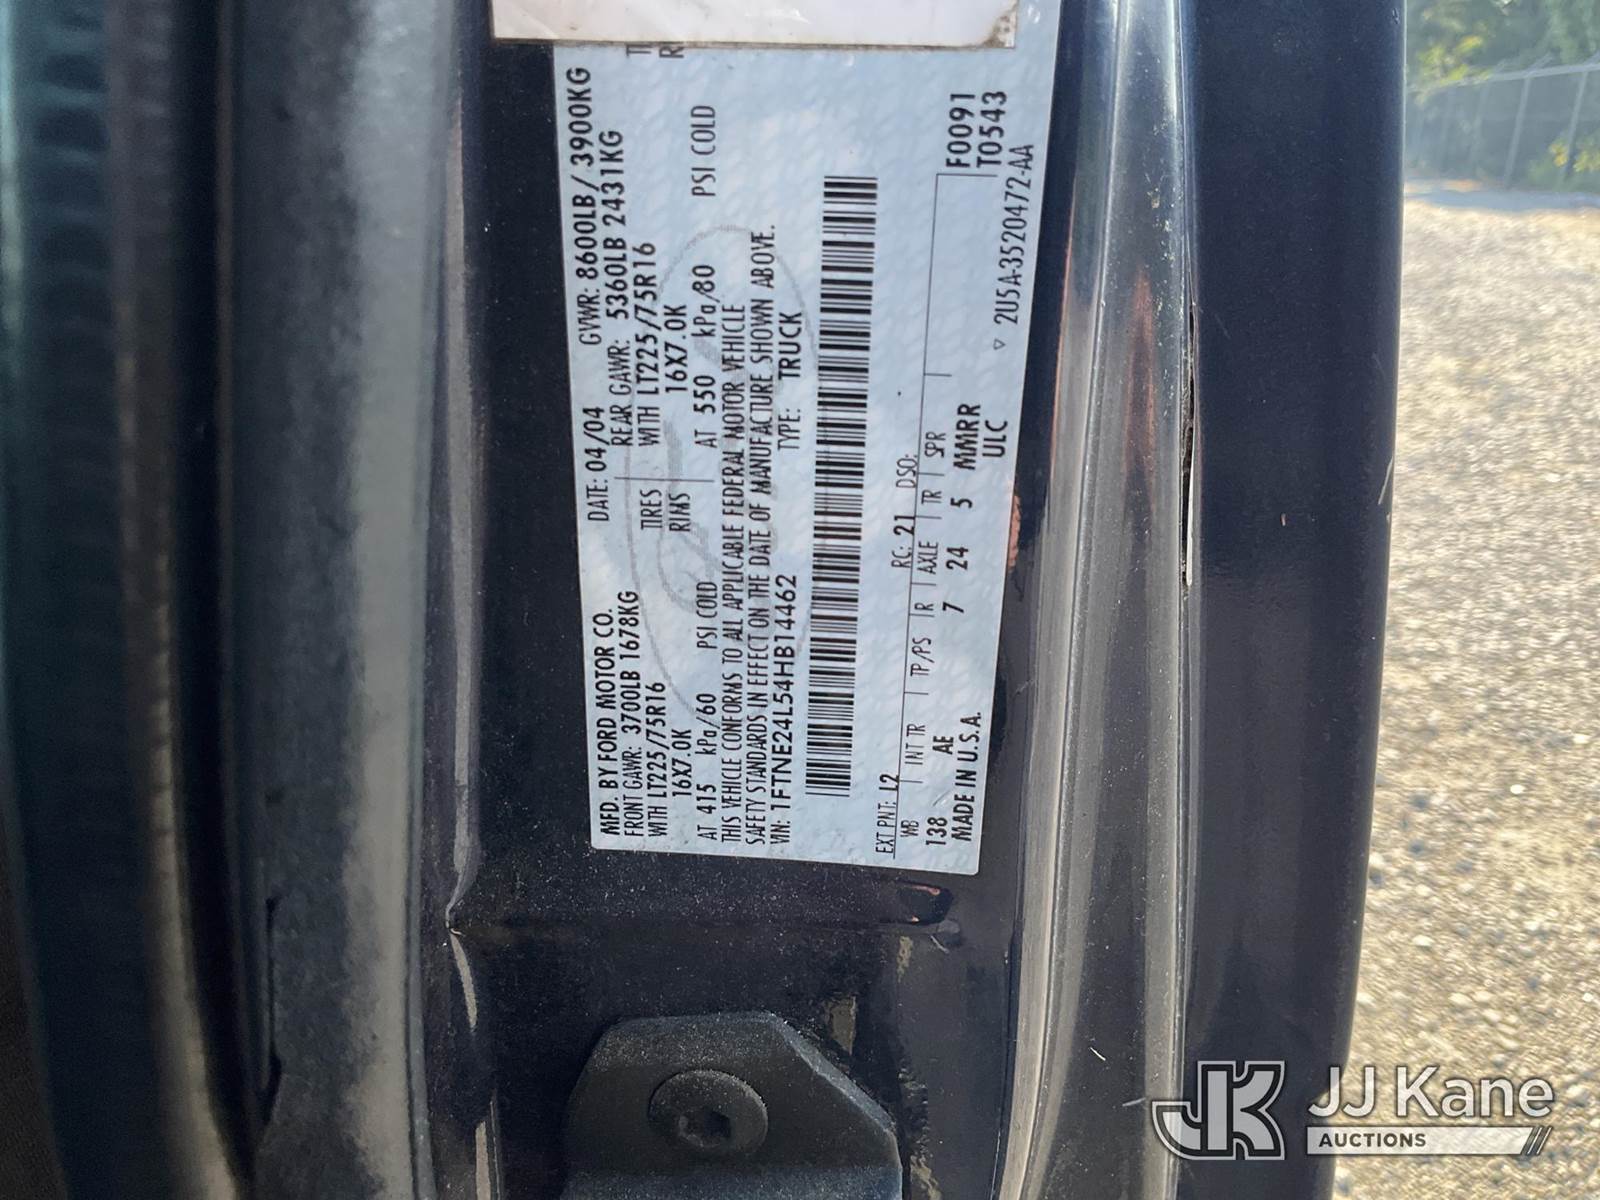 MFD. BY FORD MOTOR CO.
DATE: 04/04 GVWR: 8600LB / 3900KG
FRONT GAWR: 3700LB 1678KG REAR GAWR: 5360LB 2431KG
WITH LT225/75R16 TIRES WITH LT225/75R16
16X7.0K RIMS 16X7.0K
AT 415 kPa/60 PSI COLD AT 550 kPa/80 PSI COLD
THIS VEHICLE CONFORMS TO ALL APPLICABLE FEDERAL MOTOR VEHICLE
SAFETY STANDARDS IN EFFECT ON THE DATE OF MANUFACTURE SHOWN ABOVE.
VIN: 1FTNE24L54HB14462 TYPE: TRUCK
EXT PNT: L2 RC: 21 DSO:
WB INT TR TP/PS R AXLE TR SPR F0091
138 AE 7 24 5 MMRR T0543
MADE IN U.S.A. ULC
▽ 2U5A-3520472-AA
JK JJ Kane
AUCTIONS